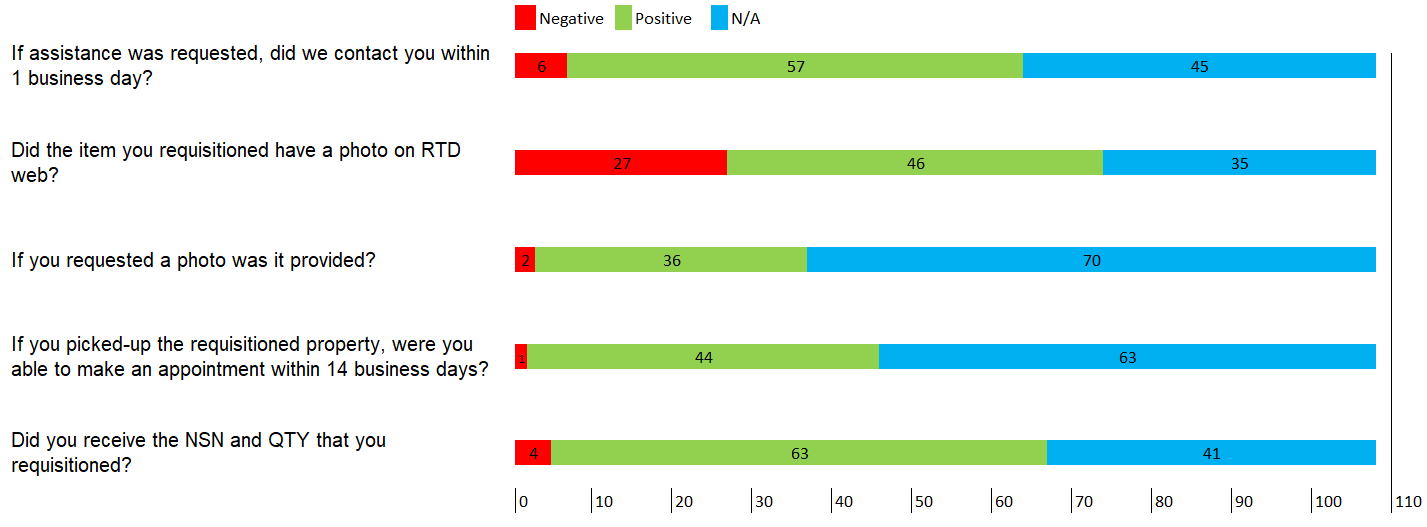 Negative Positive N/A
If assistance was requested, did we contact you within
1 business day?
6 57 45
Did the item you requisitioned have a photo on RTD
web?
27 46 35
If you requested a photo was it provided?
2 36 70
If you picked-up the requisitioned property, were you
able to make an appointment within 14 business days?
1 44 63
Did you receive the NSN and QTY that you
requisitioned?
4 63 41
0 10 20 30 40 50 60 70 80 90 100 110